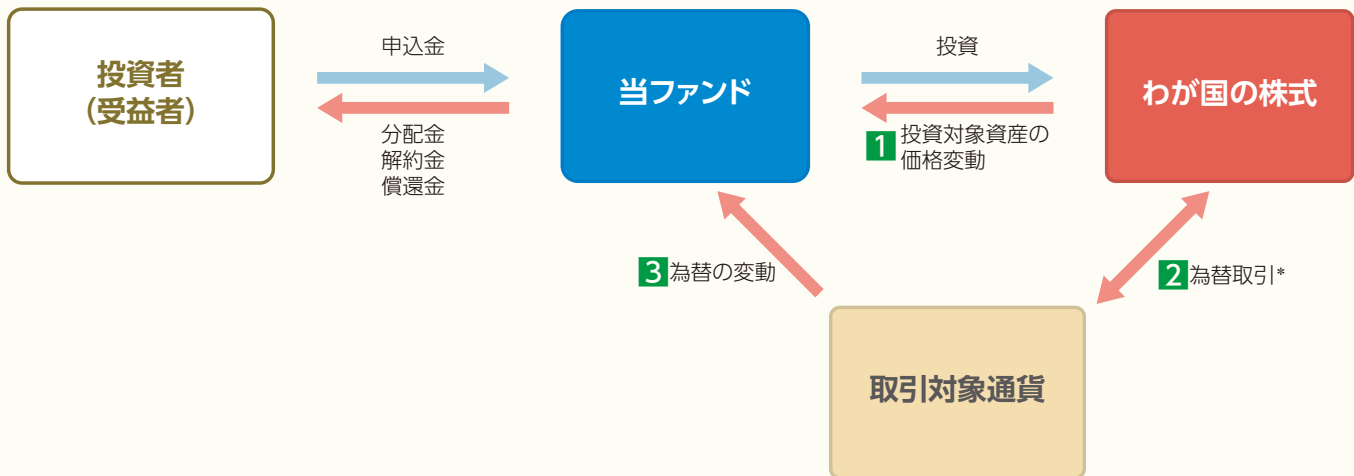 投資者
(受益者)
申込金
分配金
解約金
償還金
当ファンド
投資
1 投資対象資産の
価格変動
わが国の株式
3 為替の変動
2 為替取引*
取引対象通貨